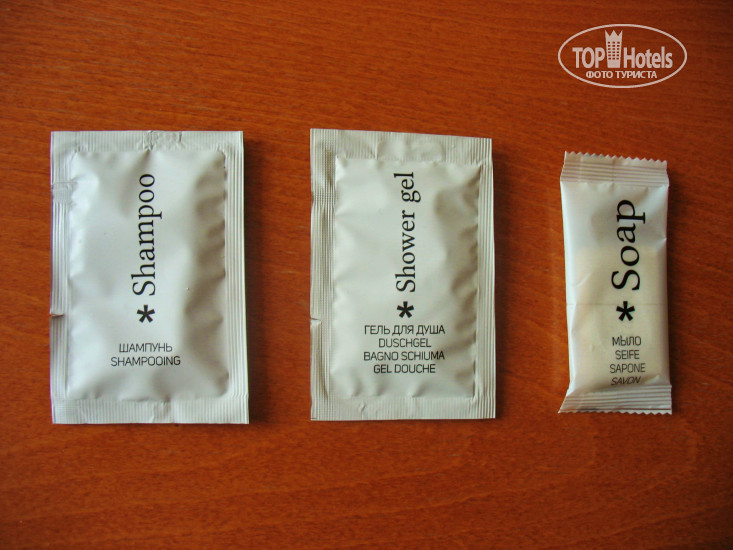 TOP Hotels
ФОТО ТУРИСТА
* Shampoo
ШАМПУНЬ
SHAMPOOING
* Shower gel
ГЕЛЬ ДЛЯ ДУША
DUSCHGEL
BAGNO SCHIUMA
GEL DOUCHE
* Soap
МЫЛО
SEIFE
SAPONE
SAVON